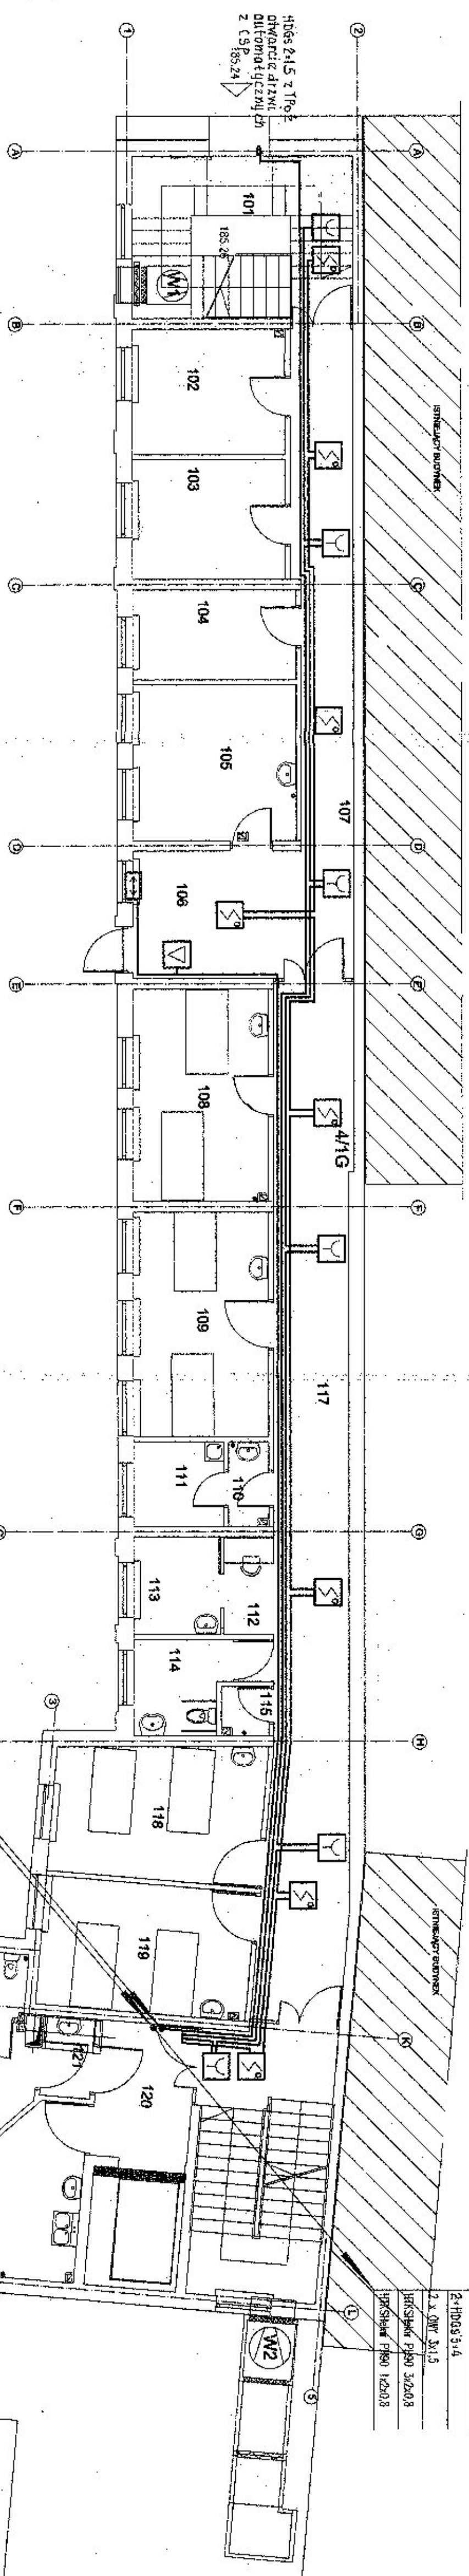 HDGs 2x1,5 z TPoż
otwarcie drzwi
automatycznych
z CSP
185.24
1
2
A
A
101
185.26
W1
B
B
102
ISTNIEJĄCY BUDYNEK
103
C
C
104
105
107
D
D
106
E
E
108
4/1G
F
F
109
117
111
110
G
G
113
112
114
115
3
H
118
119
ISTNIEJĄCY BUDYNEK
K
121
120
L
W2
5
2xHDGs 5x4
2 x OMY 3x1,5
HTKSHekw PH90 3x2x0,8
HTKSHekw PH90 1x2x0,8